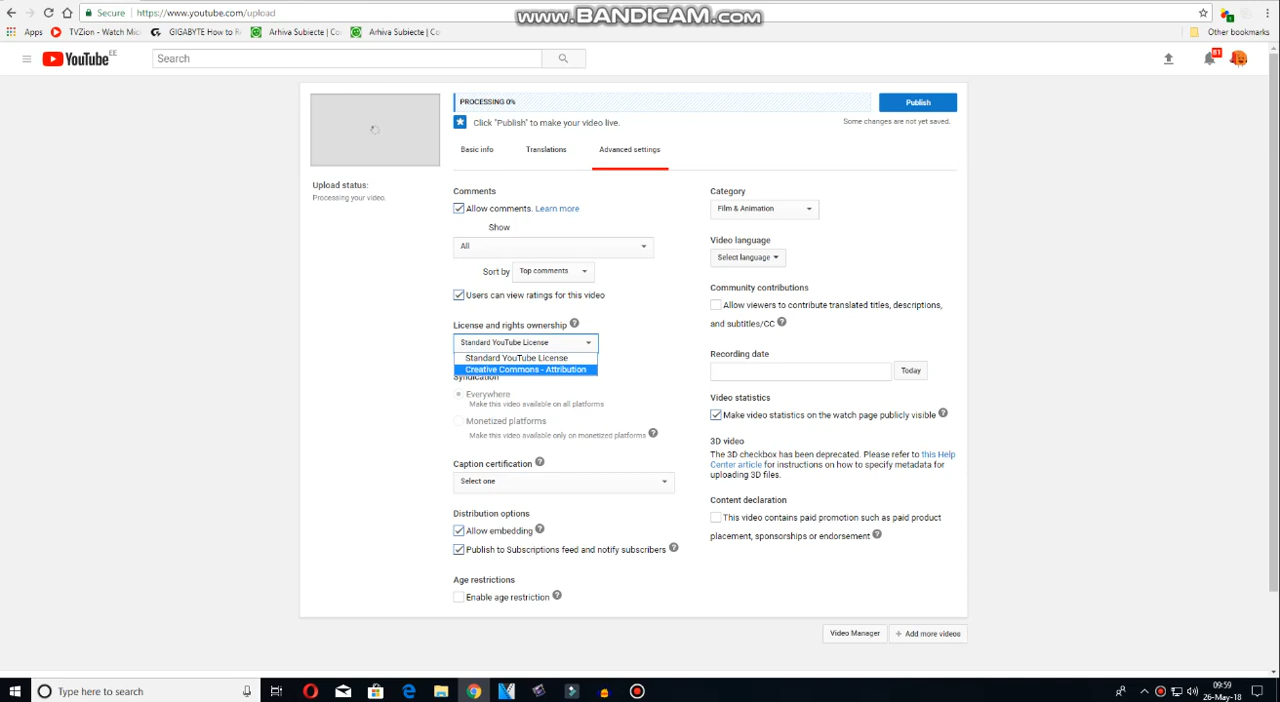 Secure | https://www.youtube.com/upload
www.BANDICAM.com
Apps TVZion - Watch Movi GIGABYTE How to Re Arhiva Subiecte | Co Arhiva Subiecte | Co Other bookmarks
YouTube EE Search 81
PROCESSING 0% Publish
Click "Publish" to make your video live. Some changes are not yet saved.
Basic info Translations Advanced settings
Upload status:
Processing your video.
Comments
Allow comments. Learn more
Show
All
Sort by Top comments
Users can view ratings for this video
License and rights ownership
Standard YouTube License
Standard YouTube License
Creative Commons - Attribution
Syndication
Everywhere
Make this video available on all platforms
Monetized platforms
Make this video available only on monetized platforms
Caption certification
Select one
Distribution options
Allow embedding
Publish to Subscriptions feed and notify subscribers
Age restrictions
Enable age restriction
Category
Film & Animation
Video language
Select language
Community contributions
Allow viewers to contribute translated titles, descriptions,
and subtitles/CC
Recording date
Today
Video statistics
Make video statistics on the watch page publicly visible
3D video
The 3D checkbox has been deprecated. Please refer to this Help
Center article for instructions on how to specify metadata for
uploading 3D files.
Content declaration
This video contains paid promotion such as paid product
placement, sponsorships or endorsement
Video Manager + Add more videos
Type here to search
09:59
26-May-18